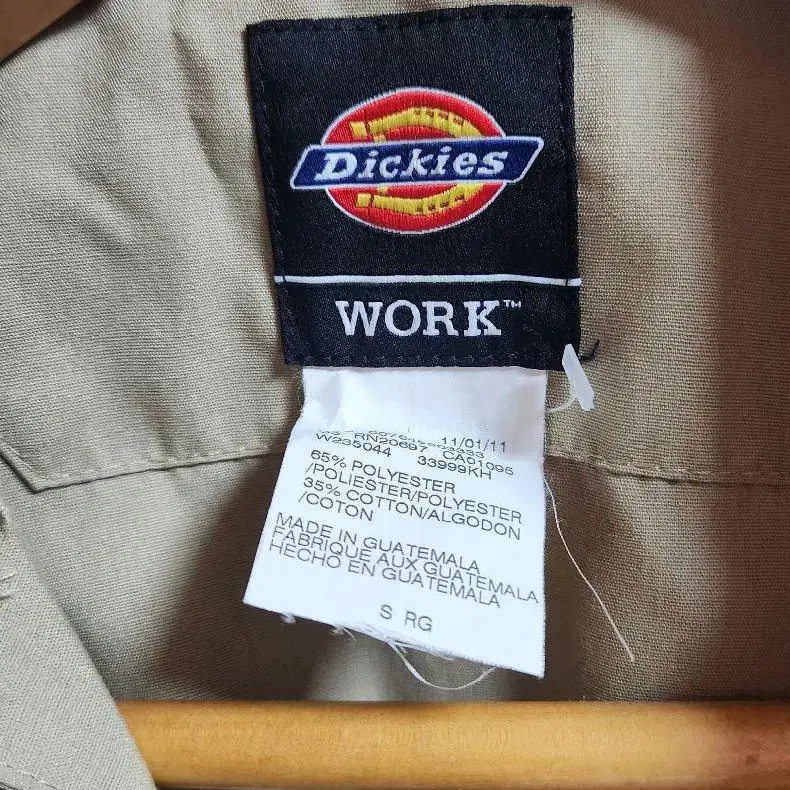 Dickies
WORK™
11/01/11
RN20697 CA01095
W235044 33999KH
65% POLYESTER
/POLIESTER/POLYESTER
35% COTTON/ALGODON
/COTON
MADE IN GUATEMALA
FABRIQUE AUX GUATEMALA
HECHO EN GUATEMALA
S RG